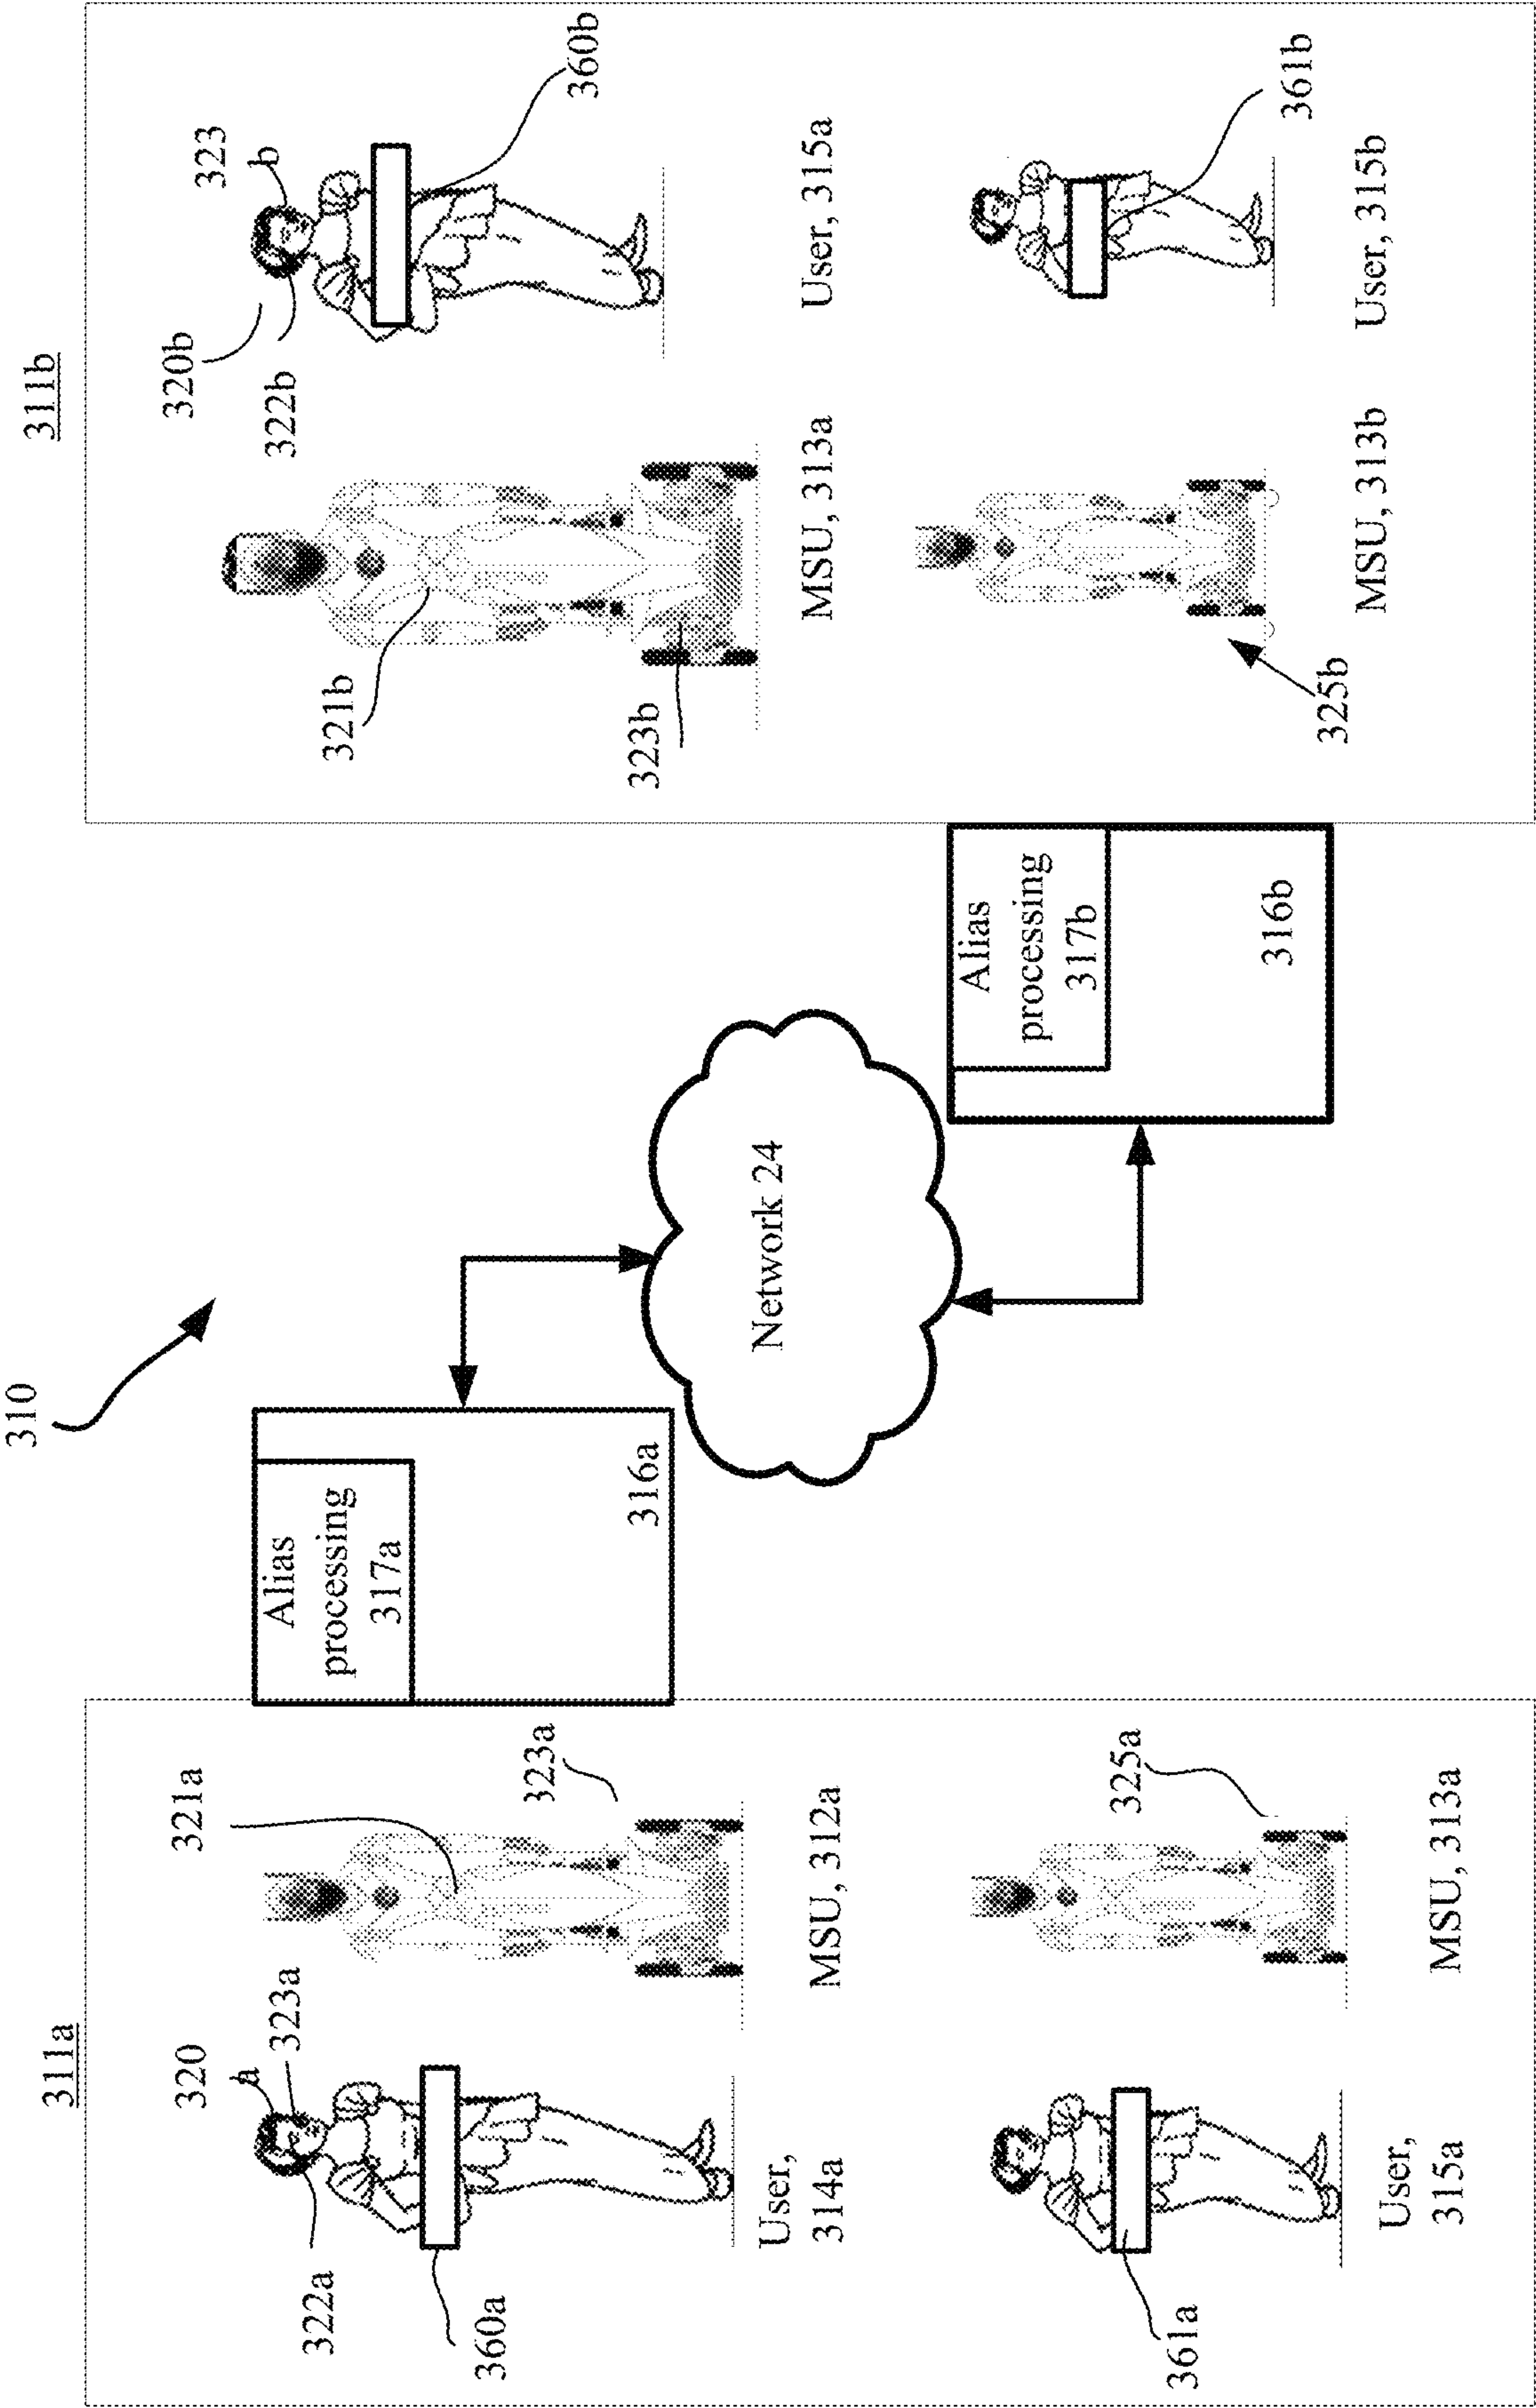 310
311a
311b
320
a
323a
322a
360a
User,
314a
321a
323a
MSU, 312a
361a
User,
315a
325a
MSU, 313a
Alias
processing
317a
316a
Network 24
Alias
processing
317b
316b
320b
322b
323
b
360b
321b
323b
MSU, 313a
User, 315a
361b
325b
MSU, 313b
User, 315b